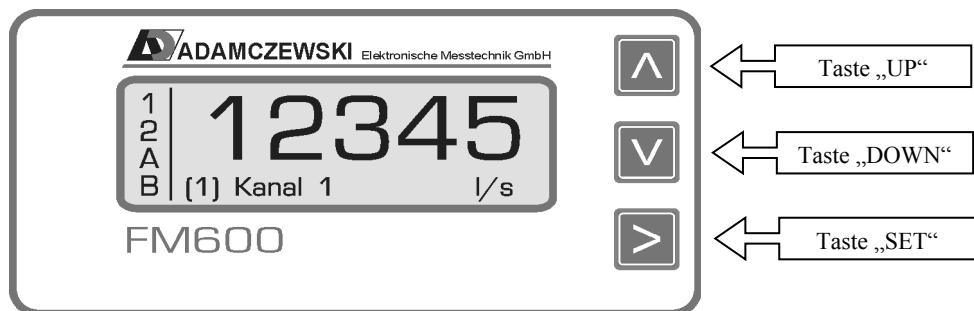 ADAMCZEWSKI Elektronische Messtechnik GmbH
1
2
A
B
12345
(1) Kanal 1 l/s
FM600
Taste „UP“
Taste „DOWN“
Taste „SET“